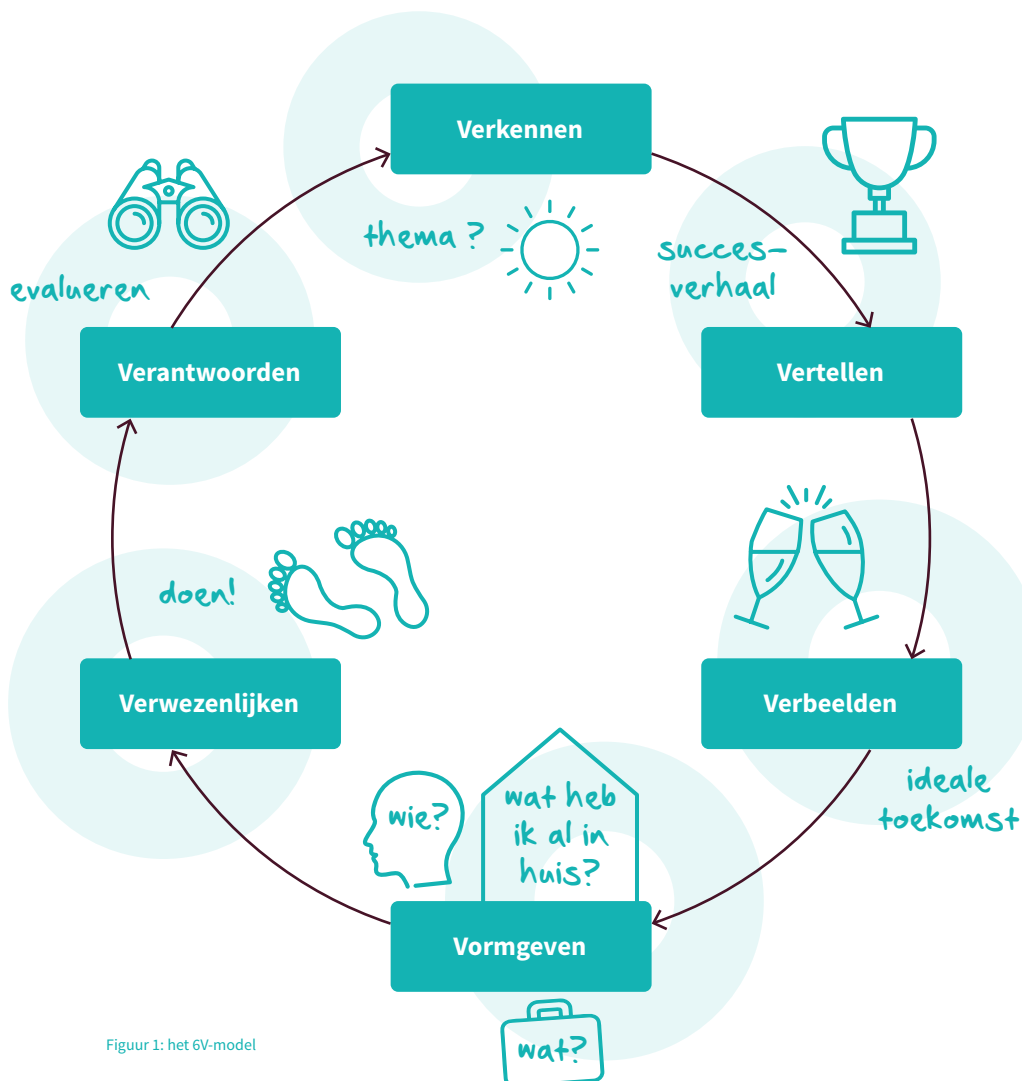 Verkennen
thema?
succes-
verhaal
evalueren
Verantwoorden
Vertellen
doen!
Verwezenlijken
Verbeelden
ideale
toekomst
wie?
wat heb
ik al in
huis?
Vormgeven
wat?
Figuur 1: het 6V-model